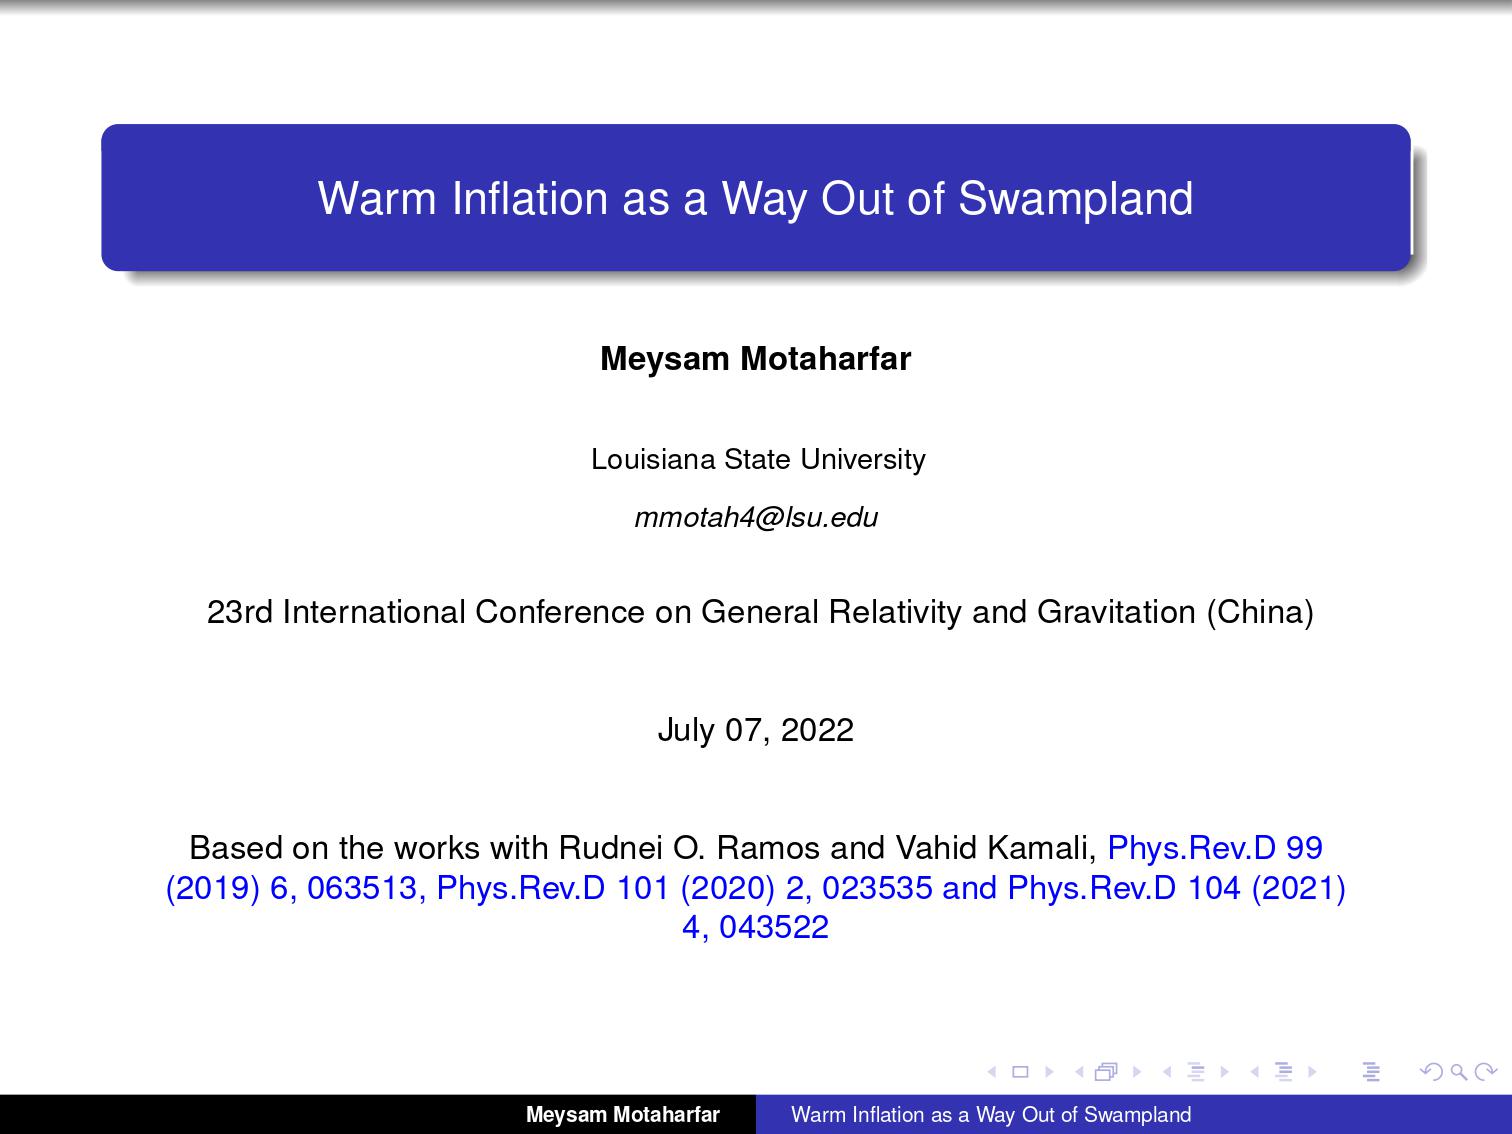 Warm Inflation as a Way Out of Swampland
Meysam Motaharfar
Louisiana State University
mmotah4@lsu.edu
23rd International Conference on General Relativity and Gravitation (China)
July 07, 2022
Based on the works with Rudnei O. Ramos and Vahid Kamali, Phys.Rev.D 99
(2019) 6, 063513, Phys.Rev.D 101 (2020) 2, 023535 and Phys.Rev.D 104 (2021)
4, 043522
Meysam Motaharfar
Warm Inflation as a Way Out of Swampland